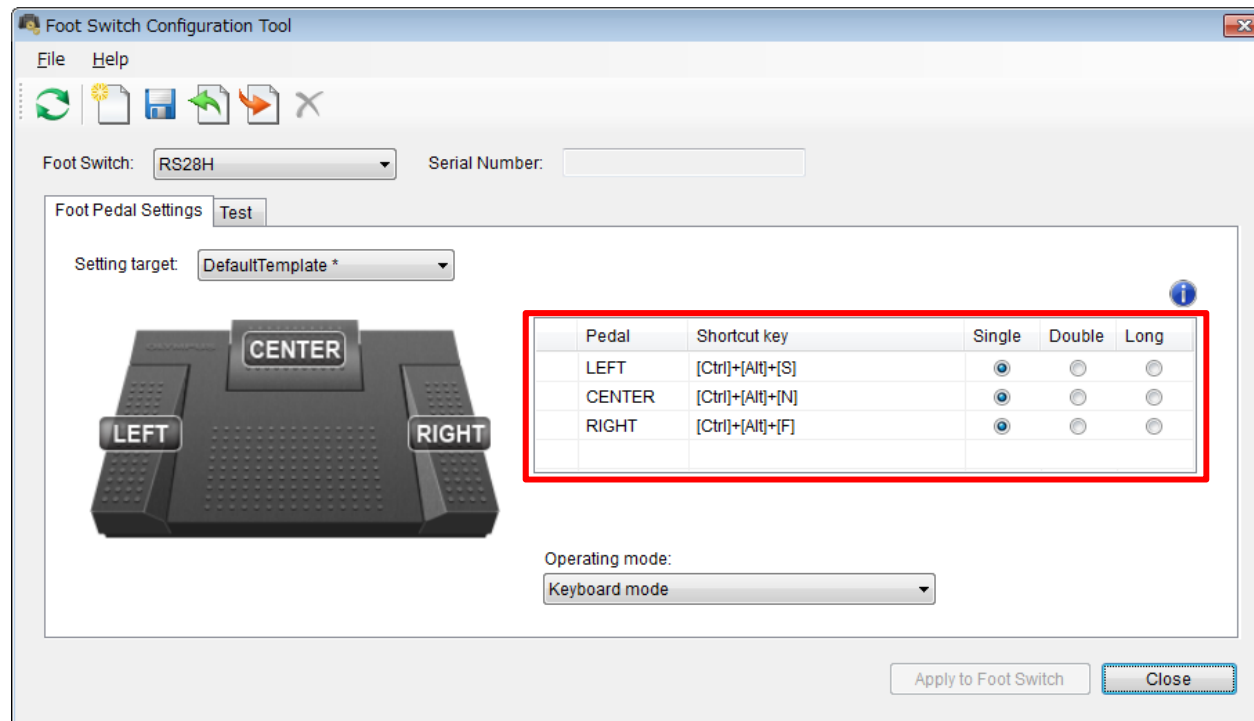 Foot Switch Configuration Tool
File Help
Foot Switch: RS28H Serial Number:
Foot Pedal Settings Test
Setting target: DefaultTemplate *
CENTER
LEFT RIGHT
Pedal Shortcut key Single Double Long
LEFT [Ctrl]+[Alt]+[S]
CENTER [Ctrl]+[Alt]+[N]
RIGHT [Ctrl]+[Alt]+[F]
Operating mode:
Keyboard mode
Apply to Foot Switch Close